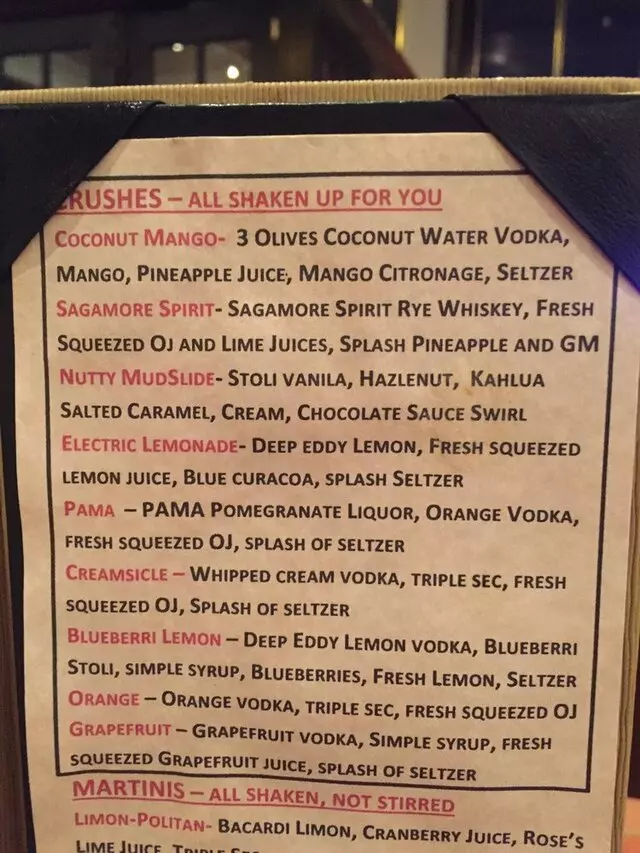 CRUSHES – ALL SHAKEN UP FOR YOU
COCONUT MANGO- 3 OLIVES COCONUT WATER VODKA,
MANGO, PINEAPPLE JUICE, MANGO CITRONAGE, SELTZER
SAGAMORE SPIRIT- SAGAMORE SPIRIT RYE WHISKEY, FRESH
SQUEEZED OJ AND LIME JUICES, SPLASH PINEAPPLE AND GM
NUTTY MUDSLIDE- STOLI VANILA, HAZLENUT, KAHLUA
SALTED CARAMEL, CREAM, CHOCOLATE SAUCE SWIRL
ELECTRIC LEMONADE- DEEP EDDY LEMON, FRESH SQUEEZED
LEMON JUICE, BLUE CURACOA, SPLASH SELTZER
PAMA – PAMA POMEGRANATE LIQUOR, ORANGE VODKA,
FRESH SQUEEZED OJ, SPLASH OF SELTZER
CREAMSICLE – WHIPPED CREAM VODKA, TRIPLE SEC, FRESH
SQUEEZED OJ, SPLASH OF SELTZER
BLUEBERRI LEMON – DEEP EDDY LEMON VODKA, BLUEBERRI
STOLI, SIMPLE SYRUP, BLUEBERRIES, FRESH LEMON, SELTZER
ORANGE – ORANGE VODKA, TRIPLE SEC, FRESH SQUEEZED OJ
GRAPEFRUIT – GRAPEFRUIT VODKA, SIMPLE SYRUP, FRESH
SQUEEZED GRAPEFRUIT JUICE, SPLASH OF SELTZER
MARTINIS – ALL SHAKEN, NOT STIRRED
LIMON-POLITAN- BACARDI LIMON, CRANBERRY JUICE, ROSE'S
LIME JUICE, TRIPLE SEC